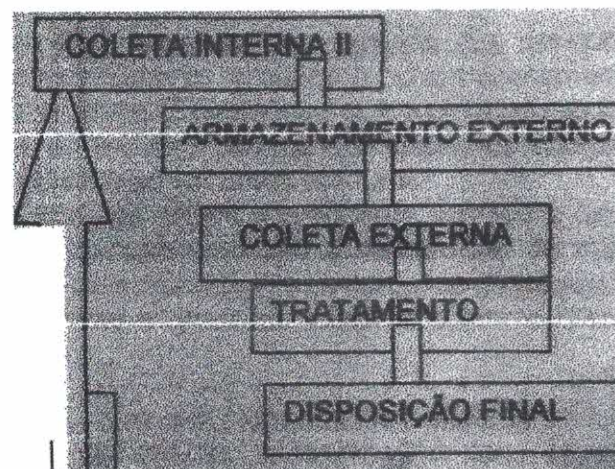 COLETA INTERNA II
ARMAZENAMENTO EXTERNO
COLETA EXTERNA
TRATAMENTO
DISPOSIÇÃO FINAL